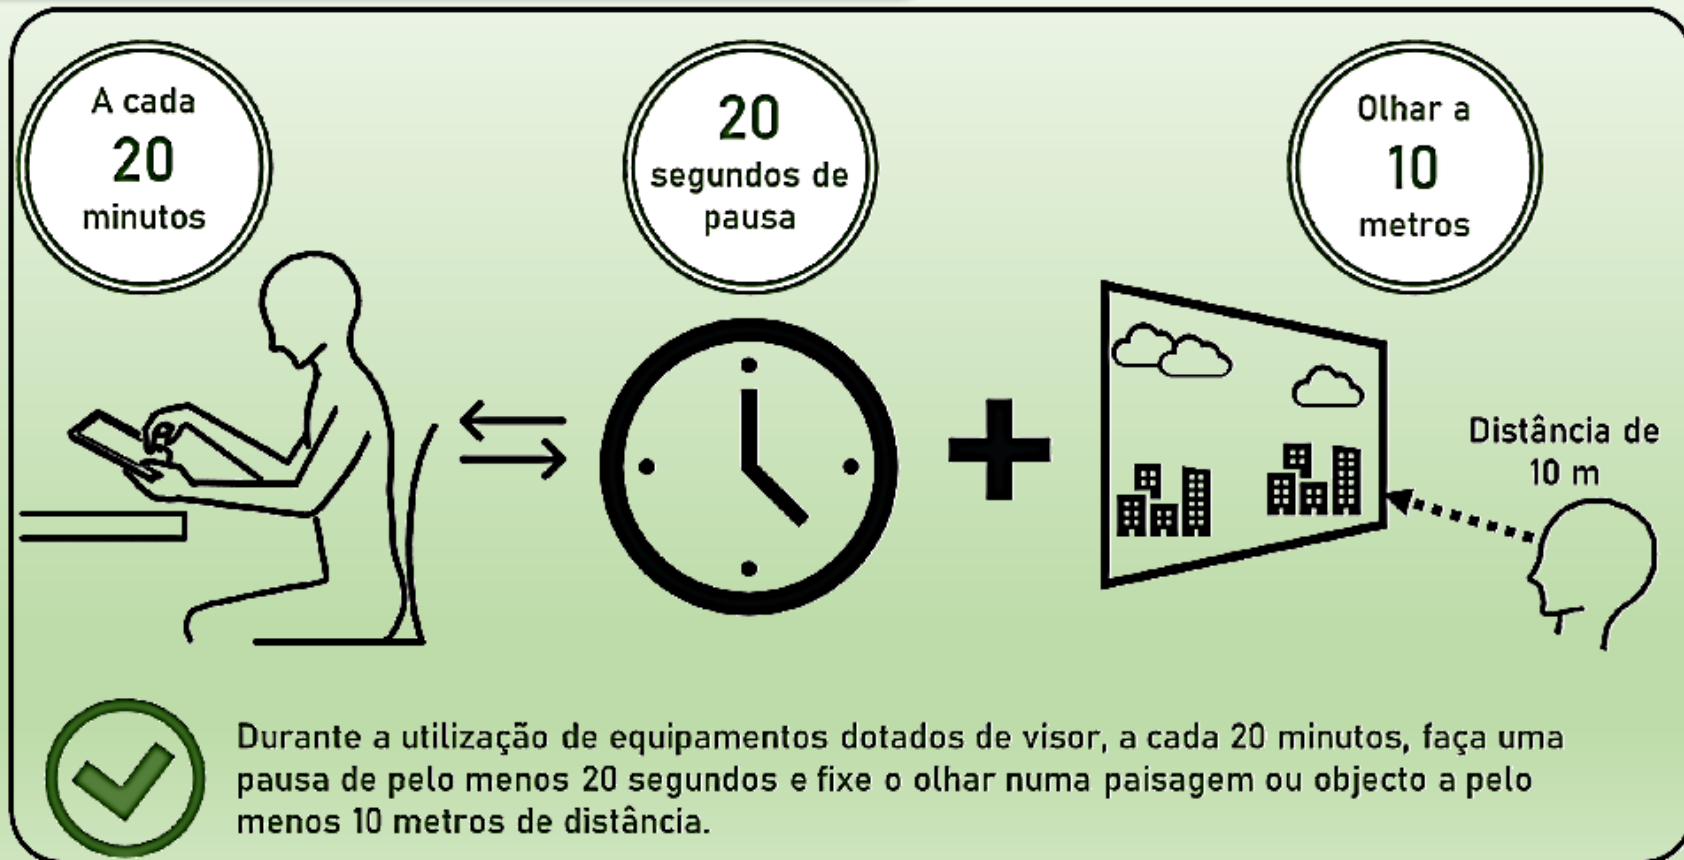 A cada
20
minutos
20
segundos de
pausa
Olhar a
10
metros
Distância de
10 m
Durante a utilização de equipamentos dotados de visor, a cada 20 minutos, faça uma
pausa de pelo menos 20 segundos e fixe o olhar numa paisagem ou objecto a pelo
menos 10 metros de distância.